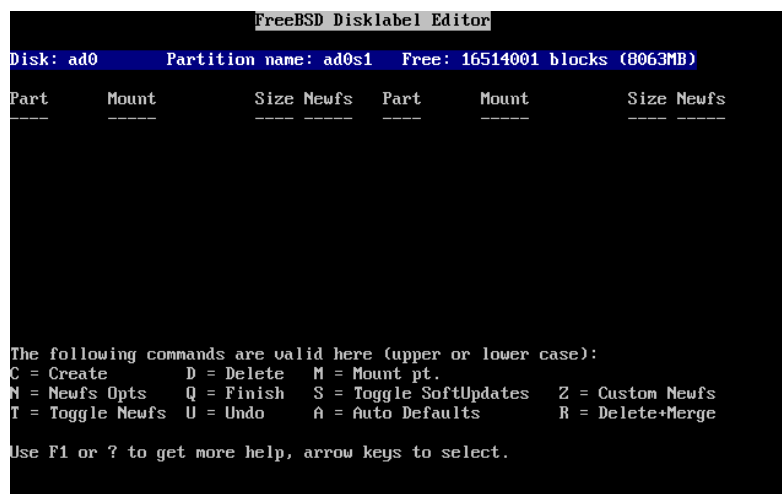 FreeBSD Disklabel Editor
Disk: ad0 Partition name: ad0s1 Free: 16514001 blocks (8063MB)
Part Mount Size Newfs Part Mount Size Newfs
---- ----- ---- ----- ---- ----- ---- -----
The following commands are valid here (upper or lower case):
C = Create D = Delete M = Mount pt.
N = Newfs Opts Q = Finish S = Toggle SoftUpdates Z = Custom Newfs
T = Toggle Newfs U = Undo A = Auto Defaults R = Delete+Merge
Use F1 or ? to get more help, arrow keys to select.